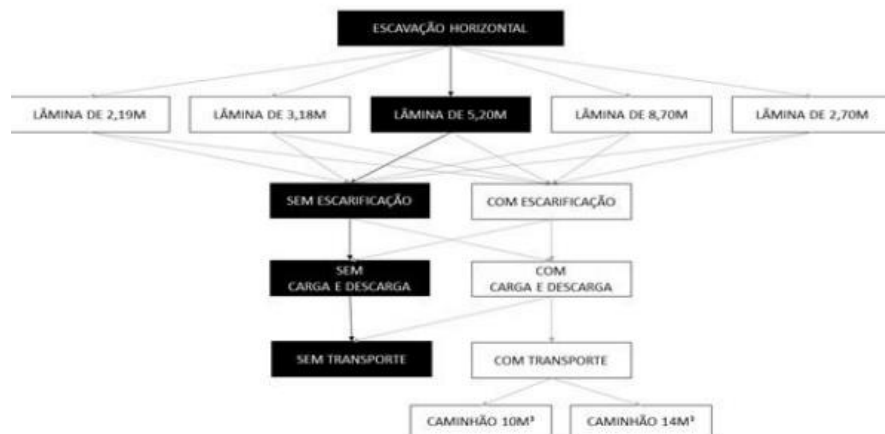 ESCAVAÇÃO HORIZONTAL
LÂMINA DE 2,19M
LÂMINA DE 3,18M
LÂMINA DE 5,20M
LÂMINA DE 8,70M
LÂMINA DE 2,70M
SEM ESCARIFICAÇÃO
COM ESCARIFICAÇÃO
SEM
CARGA E DESCARGA
COM
CARGA E DESCARGA
SEM TRANSPORTE
COM TRANSPORTE
CAMINHÃO 10M³
CAMINHÃO 14M³